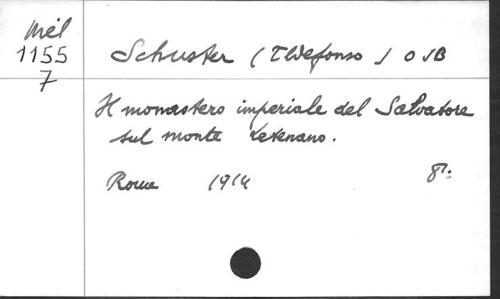 Mél
1155
7
Schuster (Ildefonso) OSB
Il monastero imperiale del Salvatore
sul monte Letenano.
Rome 1914 8°.